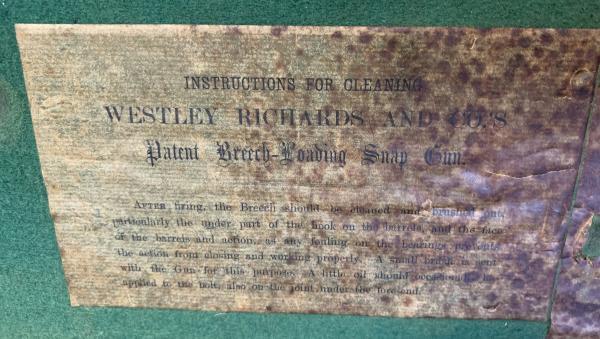 INSTRUCTIONS FOR CLEANING
WESTLEY RICHARDS AND CO.'S
Patent Breech-Loading Snap Gun.
AFTER firing, the Breech should be cleaned and brushed out,
particularly the under part of the hook on the barrels, and the face
of the barrels and action, as any fouling on the bearings prevents
the action from closing and working properly. A small brush is sent
with the Gun for this purpose. A little oil should occasionally be
applied to the bolt, also on the joint under the fore-end.